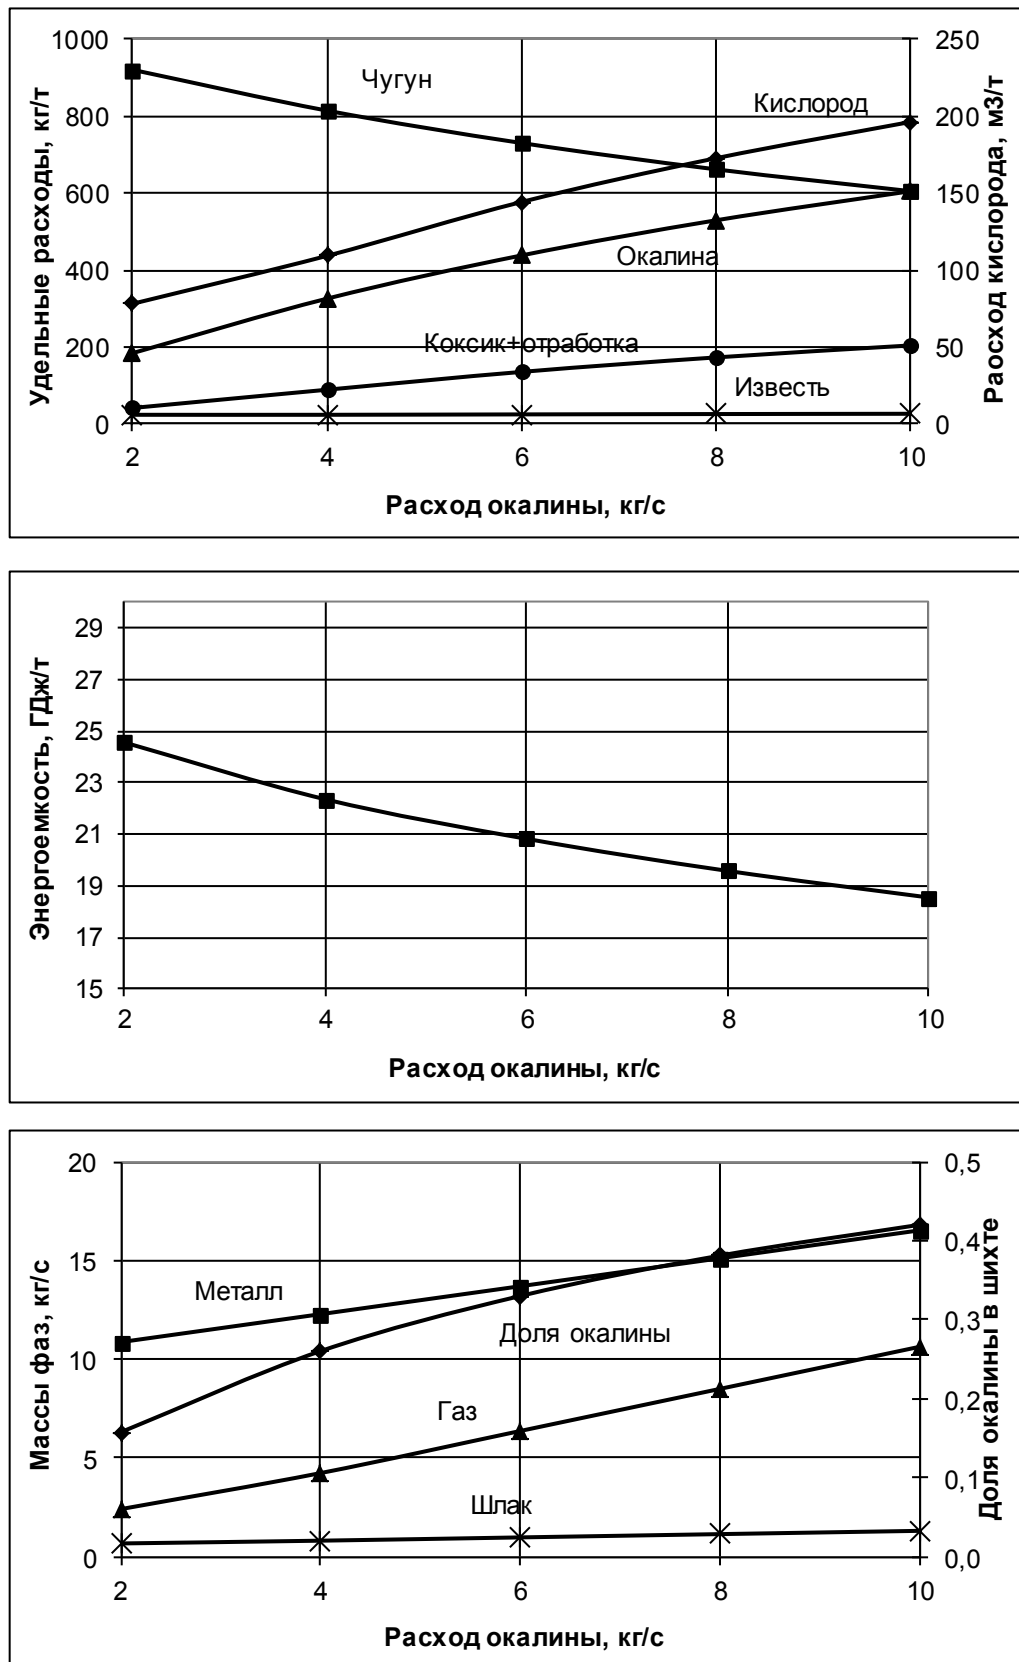 Удельные расходы, кг/т
1000
800
600
400
200
0
Чугун
Кислород
Окалина
Коксик+отработка
Известь
250
200
150
100
50
0
Раосход кислорода, м3/т
2 4 6 8 10
Расход окалины, кг/с
Энергоемкость, ГДж/т
29
27
25
23
21
19
17
15
2 4 6 8 10
Расход окалины, кг/с
Массы фаз, кг/с
20
15
10
5
0
Металл
Доля окалины
Газ
Шлак
0,5
0,4
0,3
0,2
0,1
0,0
Доля окалины в шихте
2 4 6 8 10
Расход окалины, кг/с